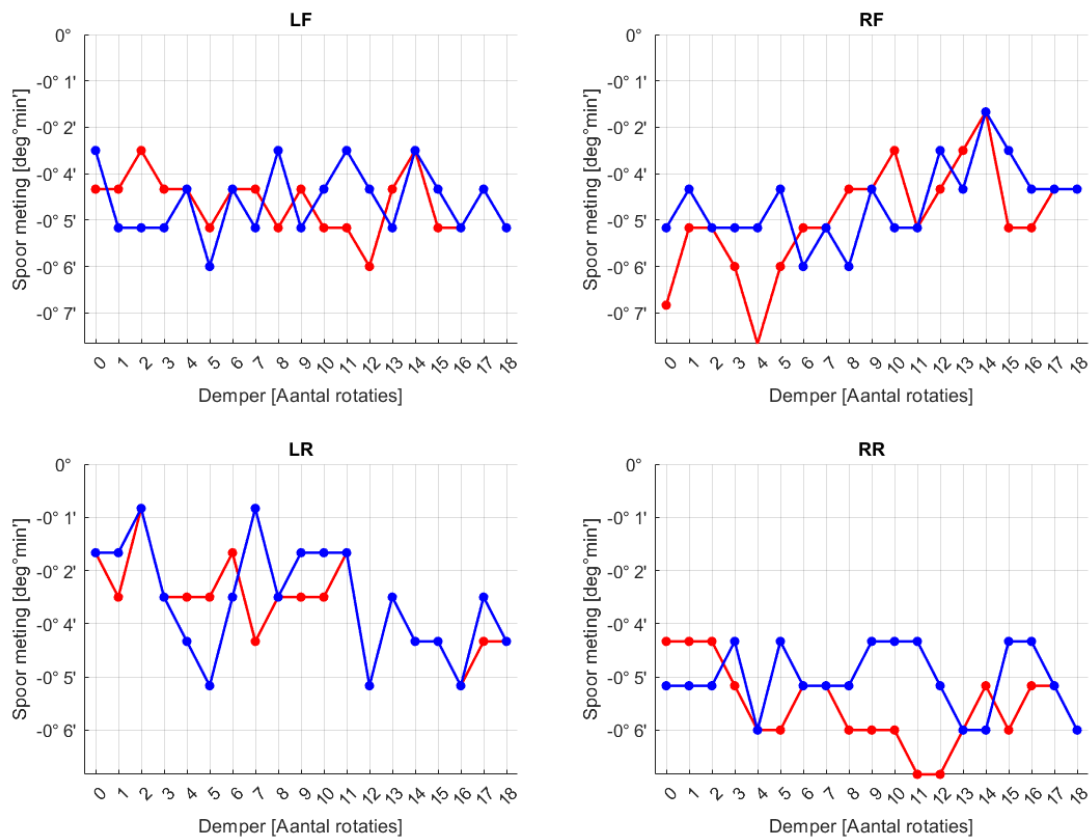 LF
0°
-0° 1'
-0° 2'
-0° 4'
-0° 5'
-0° 6'
-0° 7'
Spoor meting [deg°min']
0 1 2 3 4 5 6 7 8 9 10 11 12 13 14 15 16 17 18
Demper [Aantal rotaties]
RF
0°
-0° 1'
-0° 2'
-0° 4'
-0° 5'
-0° 6'
-0° 7'
Spoor meting [deg°min']
0 1 2 3 4 5 6 7 8 9 10 11 12 13 14 15 16 17 18
Demper [Aantal rotaties]
LR
0°
-0° 1'
-0° 2'
-0° 4'
-0° 5'
-0° 6'
Spoor meting [deg°min']
0 1 2 3 4 5 6 7 8 9 10 11 12 13 14 15 16 17 18
Demper [Aantal rotaties]
RR
0°
-0° 1'
-0° 2'
-0° 4'
-0° 5'
-0° 6'
Spoor meting [deg°min']
0 1 2 3 4 5 6 7 8 9 10 11 12 13 14 15 16 17 18
Demper [Aantal rotaties]